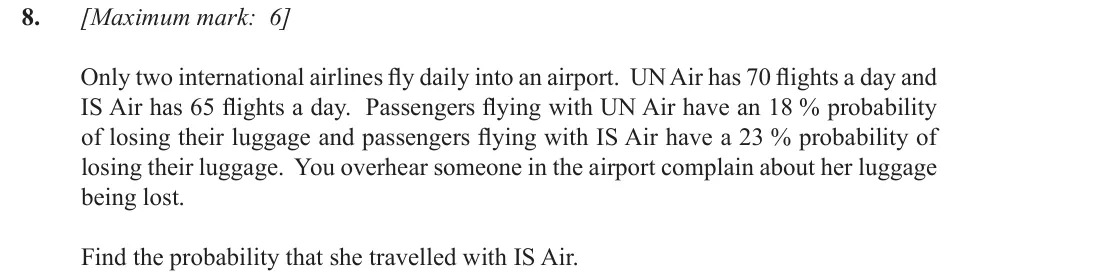 8. [Maximum mark: 6]
Only two international airlines fly daily into an airport. UN Air has 70 flights a day and
IS Air has 65 flights a day. Passengers flying with UN Air have an 18 % probability
of losing their luggage and passengers flying with IS Air have a 23 % probability of
losing their luggage. You overhear someone in the airport complain about her luggage
being lost.
Find the probability that she travelled with IS Air.